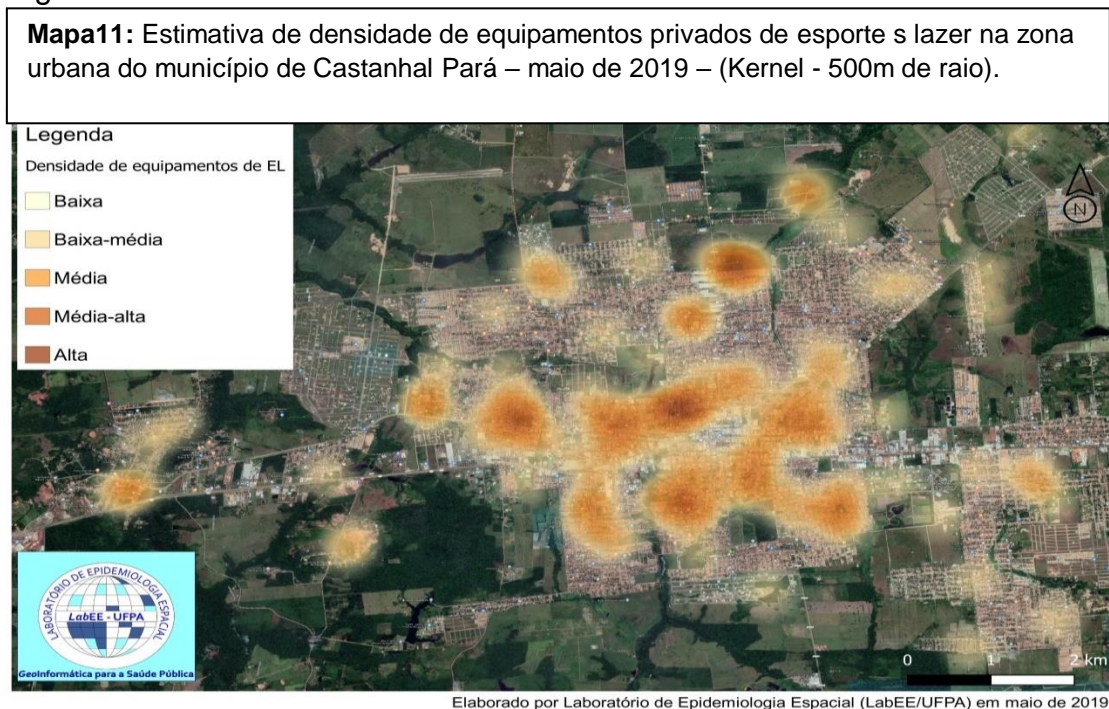 Mapa11: Estimativa de densidade de equipamentos privados de esporte s lazer na zona
urbana do município de Castanhal Pará – maio de 2019 – (Kernel - 500m de raio).
Legenda
Densidade de equipamentos de EL
Baixa
Baixa-média
Média
Média-alta
Alta
N
LABORATÓRIO DE EPIDEMIOLOGIA ESPACIAL
LabEE - UFPA
GeoInformática para a Saúde Pública
0 1 2 km
Elaborado por Laboratório de Epidemiologia Espacial (LabEE/UFPA) em maio de 2019